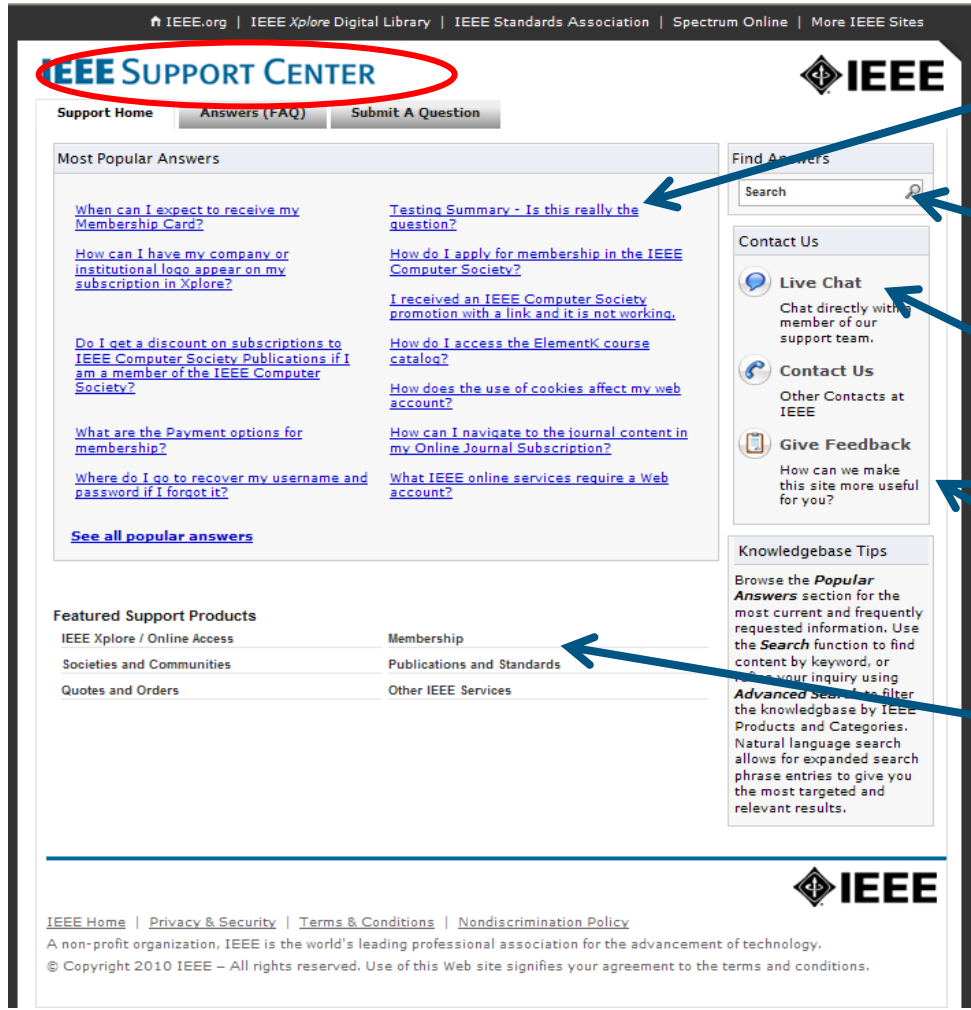 IEEE.org | IEEE Xplore Digital Library | IEEE Standards Association | Spectrum Online | More IEEE Sites
IEEE SUPPORT CENTER
IEEE
Support Home
Answers (FAQ)
Submit A Question
Most Popular Answers
When can I expect to receive my
Membership Card?
How can I have my company or
institutional logo appear on my
subscription in Xplore?
Do I get a discount on subscriptions to
IEEE Computer Society Publications if I
am a member of the IEEE Computer
Society?
What are the Payment options for
membership?
Where do I go to recover my username and
password if I forgot it?
Testing Summary - Is this really the
question?
How do I apply for membership in the IEEE
Computer Society?
I received an IEEE Computer Society
promotion with a link and it is not working.
How do I access the ElementK course
catalog?
How does the use of cookies affect my web
account?
How can I navigate to the journal content in
my Online Journal Subscription?
What IEEE online services require a Web
account?
See all popular answers
Find Answers
Search
Contact Us
Live Chat
Chat directly with a
member of our
support team.
Contact Us
Other Contacts at
IEEE
Give Feedback
How can we make
this site more useful
for you?
Knowledgebase Tips
Browse the Popular
Answers section for the
most current and frequently
requested information. Use
the Search function to find
content by keyword, or
refine your inquiry using
Advanced Search to filter
the knowledgbase by IEEE
Products and Categories.
Natural language search
allows for expanded search
phrase entries to give you
the most targeted and
relevant results.
Featured Support Products
IEEE Xplore / Online Access
Membership
Societies and Communities
Publications and Standards
Quotes and Orders
Other IEEE Services
IEEE
IEEE Home | Privacy & Security | Terms & Conditions | Nondiscrimination Policy
A non-profit organization, IEEE is the world's leading professional association for the advancement of technology.
© Copyright 2010 IEEE – All rights reserved. Use of this Web site signifies your agreement to the terms and conditions.